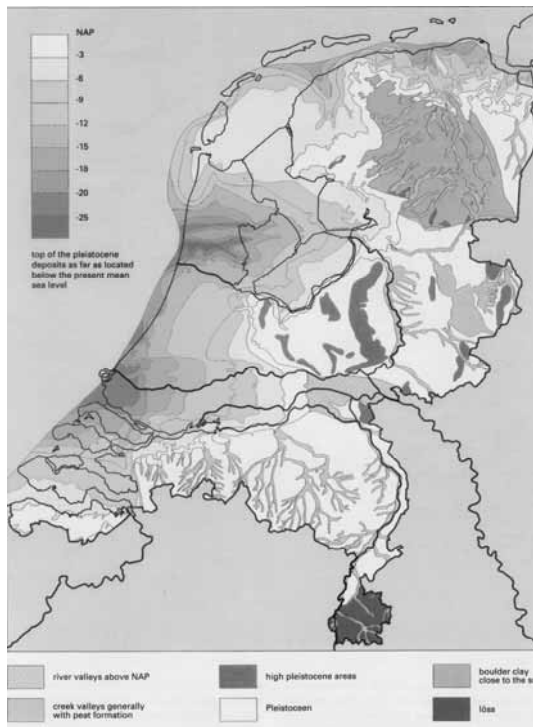 NAP
-3
-6
-9
-12
-15
-18
-20
-25
top of the pleistocene
deposits as far as located
below the present mean
sea level
river valleys above NAP
high pleistocene areas
boulder clay
close to the s
creek valleys generally
with peat formation
Pleistoceen
löss